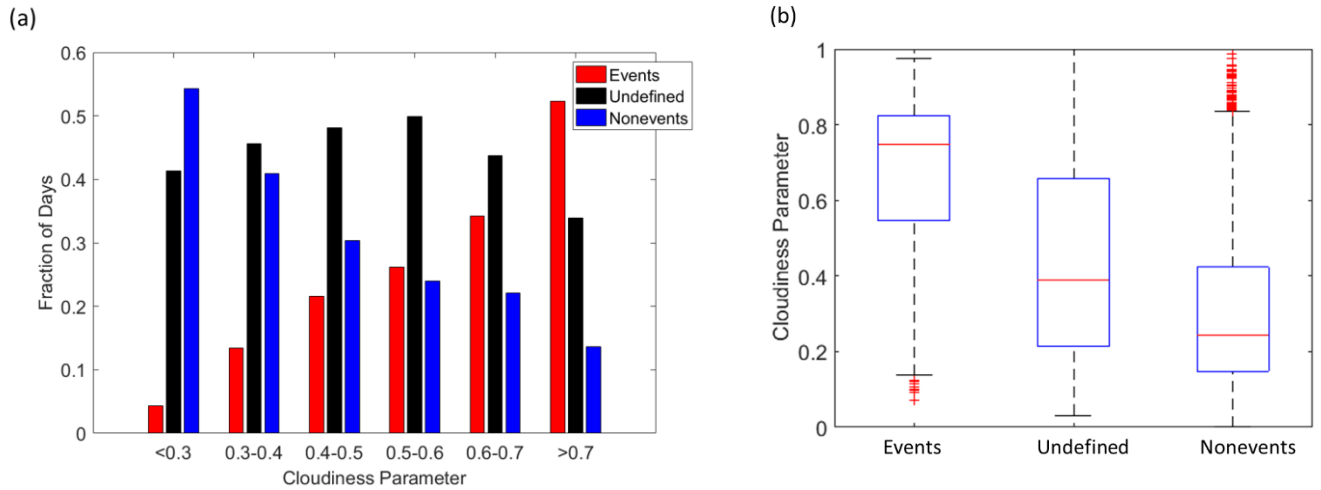 (a)
Fraction of Days
0.6
0.5
0.4
0.3
0.2
0.1
0
Events
Undefined
Nonevents
<0.3 0.3-0.4 0.4-0.5 0.5-0.6 0.6-0.7 >0.7
Cloudiness Parameter
(b)
Cloudiness Parameter
1
0.8
0.6
0.4
0.2
0
Events Undefined Nonevents